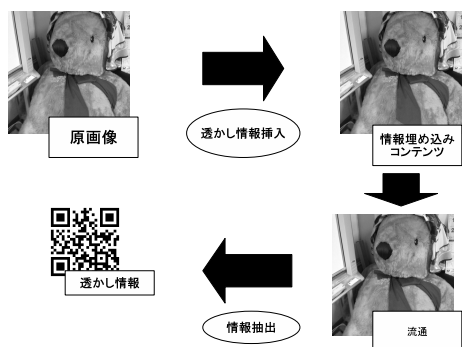 原画像
透かし情報挿入
情報埋め込み
コンテンツ
流通
情報抽出
透かし情報